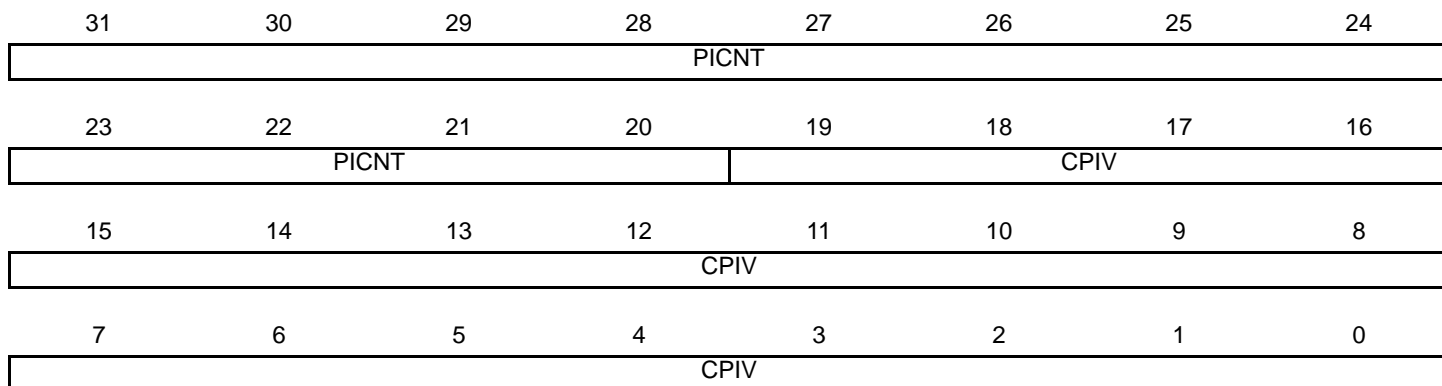 31 30 29 28 27 26 25 24
PICNT
23 22 21 20 19 18 17 16
PICNT CPIV
15 14 13 12 11 10 9 8
CPIV
7 6 5 4 3 2 1 0
CPIV